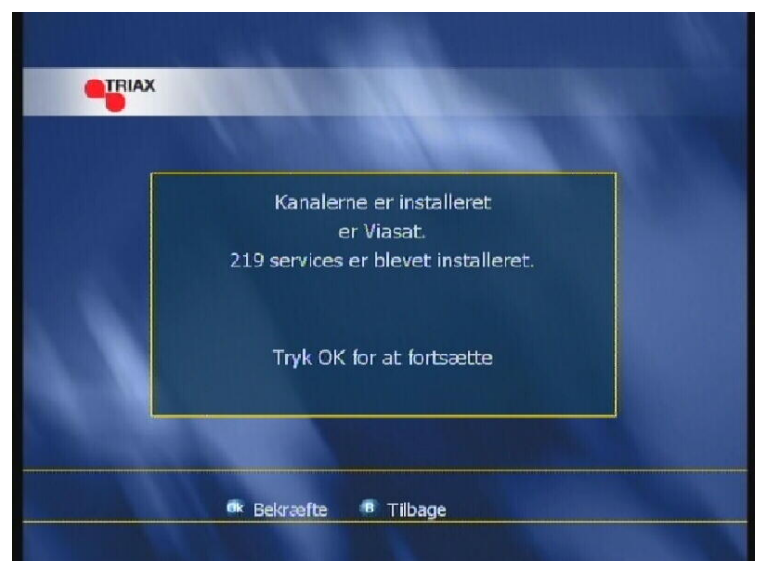 TRIAX
Kanalerne er installeret
er Viasat.
219 services er blevet installeret.
Tryk OK for at fortsætte
Ok Bekræfte B Tilbage